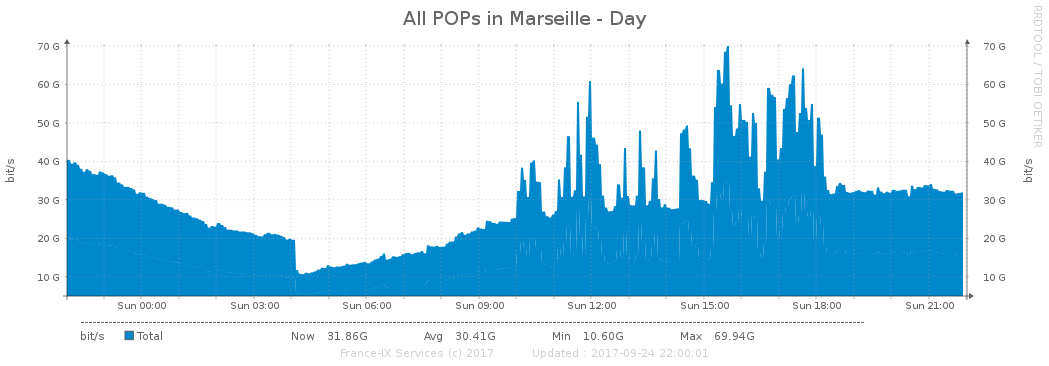 All POPs in Marseille - Day
RRDTOOL / TOBI OETIKER
70 G 70 G
60 G 60 G
50 G 50 G
40 G 40 G
30 G 30 G
20 G 20 G
10 G 10 G
bit/s
bit/s
Sun 00:00 Sun 03:00 Sun 06:00 Sun 09:00 Sun 12:00 Sun 15:00 Sun 18:00 Sun 21:00
bit/s Total Now 31.86G Avg 30.41G Min 10.60G Max 69.94G
France-IX Services (c) 2017 Updated : 2017-09-24 22:00:01